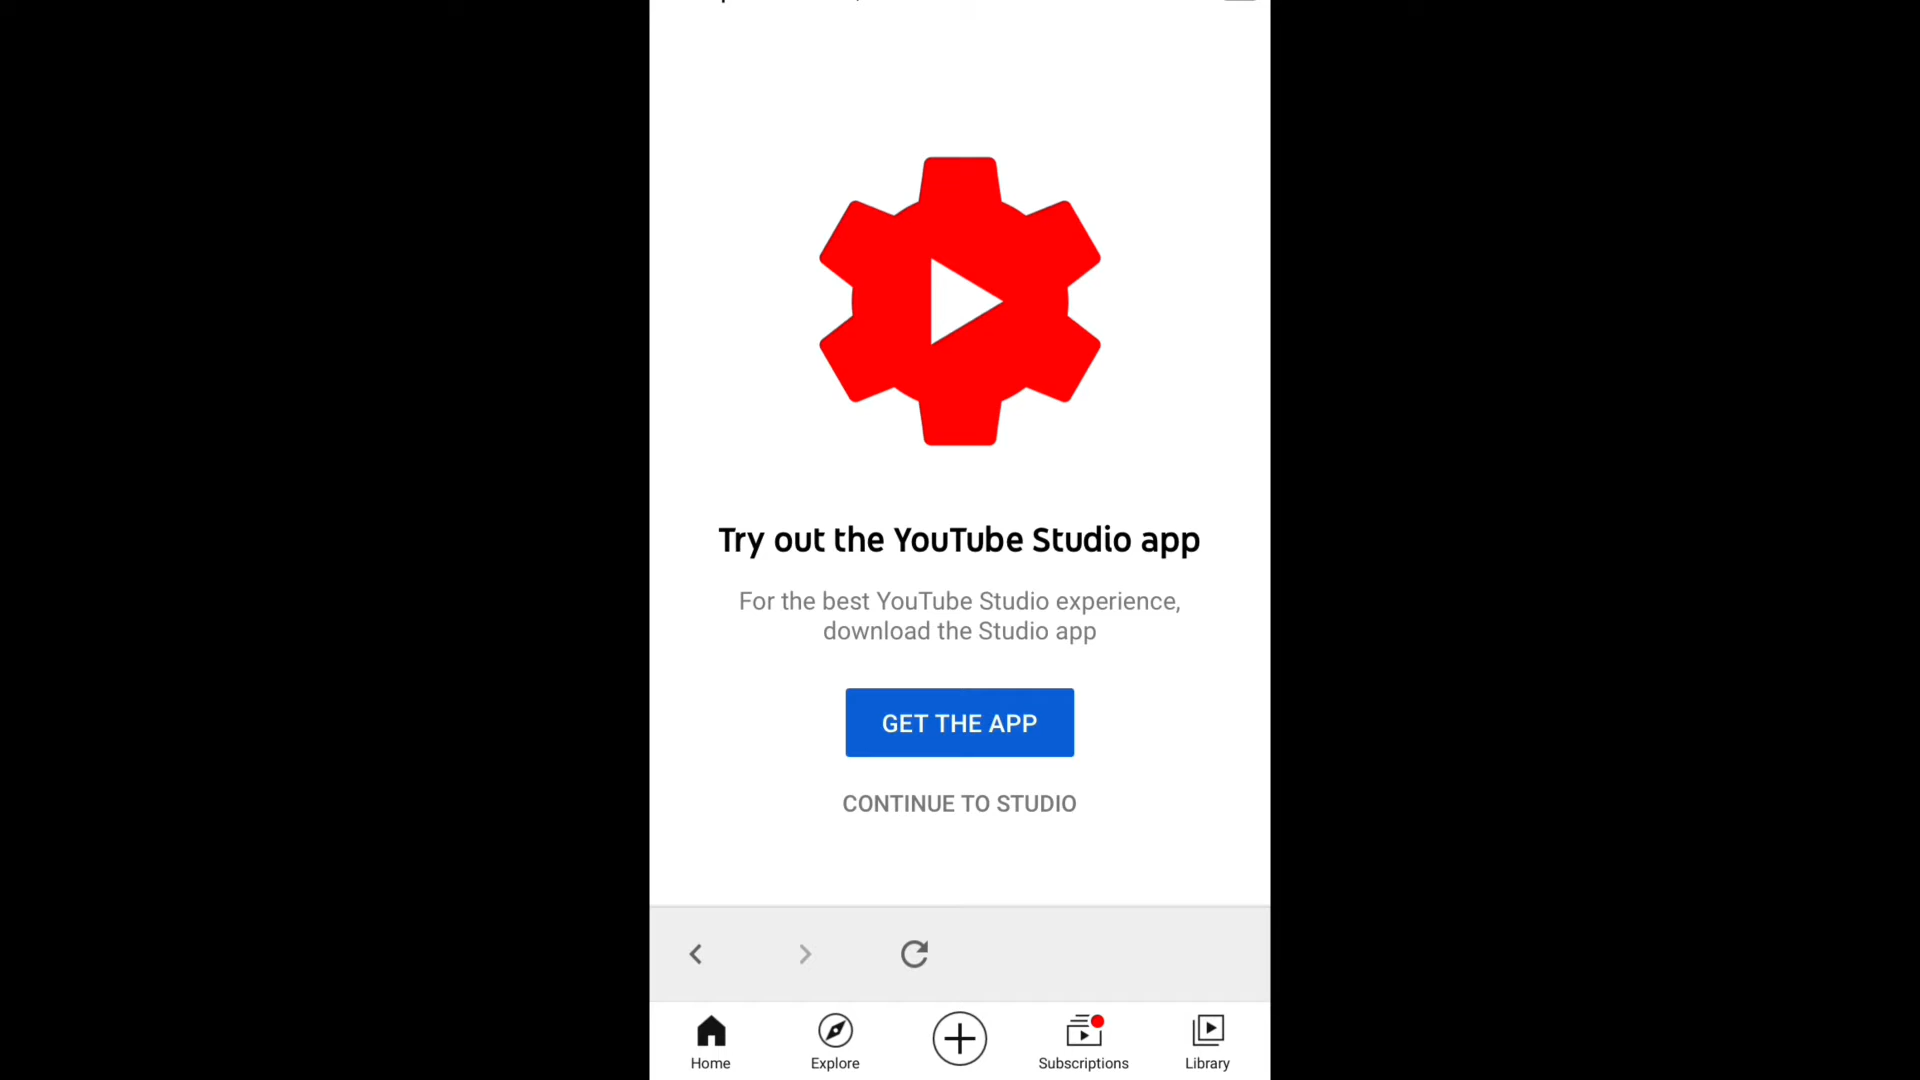 Try out the YouTube Studio app
For the best YouTube Studio experience,
download the Studio app
GET THE APP
CONTINUE TO STUDIO
Home
Explore
Subscriptions
Library